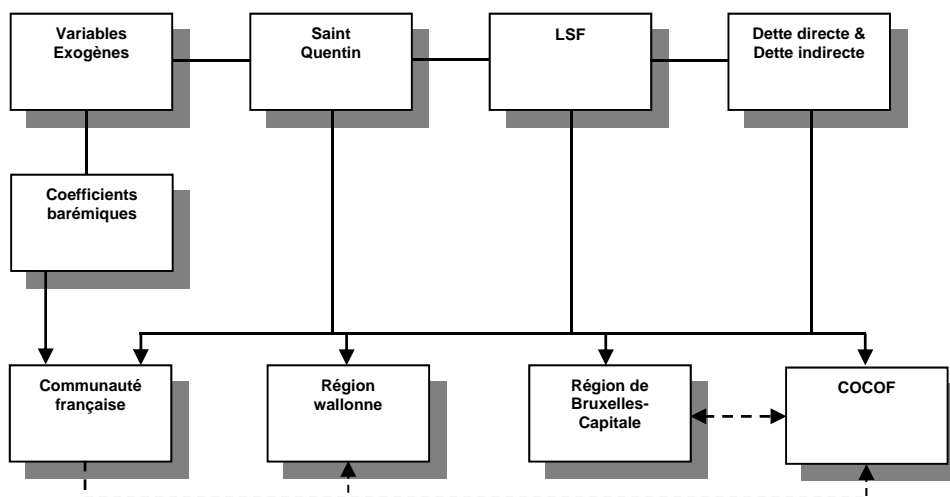 Variables
Exogènes
Saint
Quentin
LSF
Dette directe &
Dette indirecte
Coefficients
barémiques
Communauté
française
Région
wallonne
Région de
Bruxelles-
Capitale
COCOF